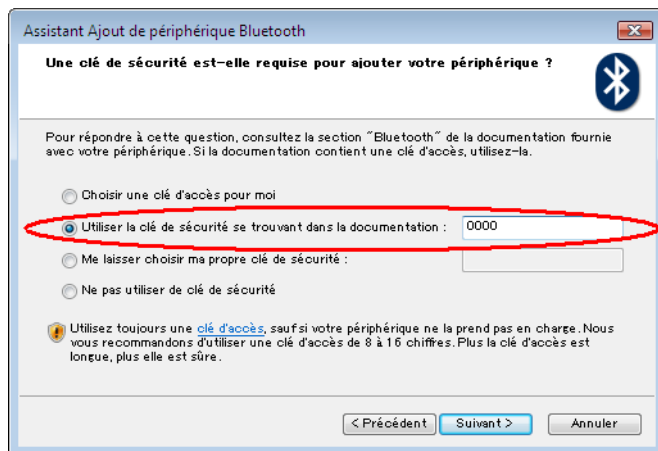 Assistant Ajout de périphérique Bluetooth
Une clé de sécurité est-elle requise pour ajouter votre périphérique ?
Pour répondre à cette question, consultez la section "Bluetooth" de la documentation fournie
avec votre périphérique. Si la documentation contient une clé d'accès, utilisez-la.
Choisir une clé d'accès pour moi
Utiliser la clé de sécurité se trouvant dans la documentation : 0000
Me laisser choisir ma propre clé de sécurité :
Ne pas utiliser de clé de sécurité
Utilisez toujours une clé d'accès, sauf si votre périphérique ne la prend pas en charge. Nous
vous recommandons d'utiliser une clé d'accès de 8 à 16 chiffres. Plus la clé d'accès est
longue, plus elle est sûre.
< Précédent Suivant > Annuler